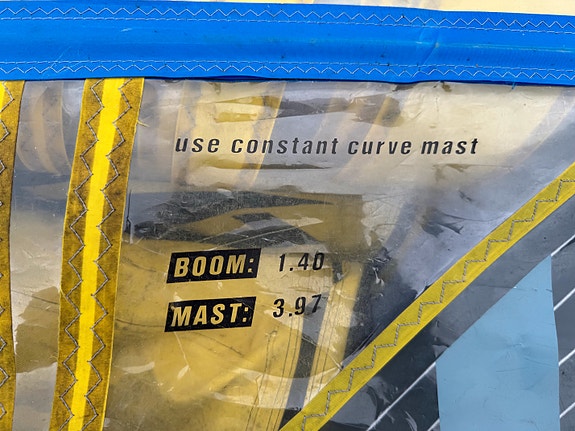 use constant curve mast
BOOM: 1.40
MAST: 3.97